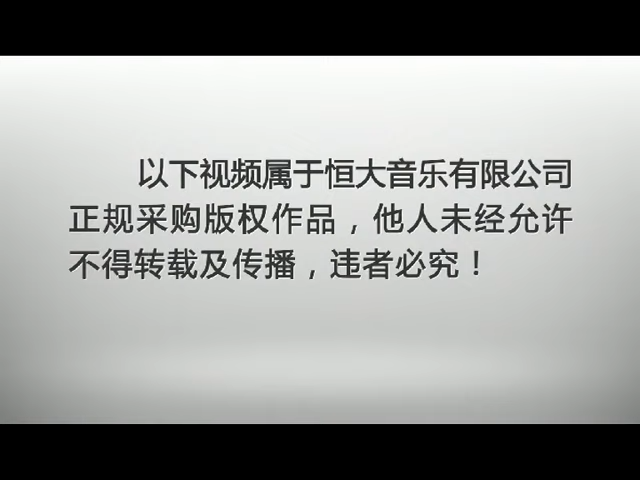 以下视频属于恒大音乐有限公司
正规采购版权作品，他人未经允许
不得转载及传播，违者必究！